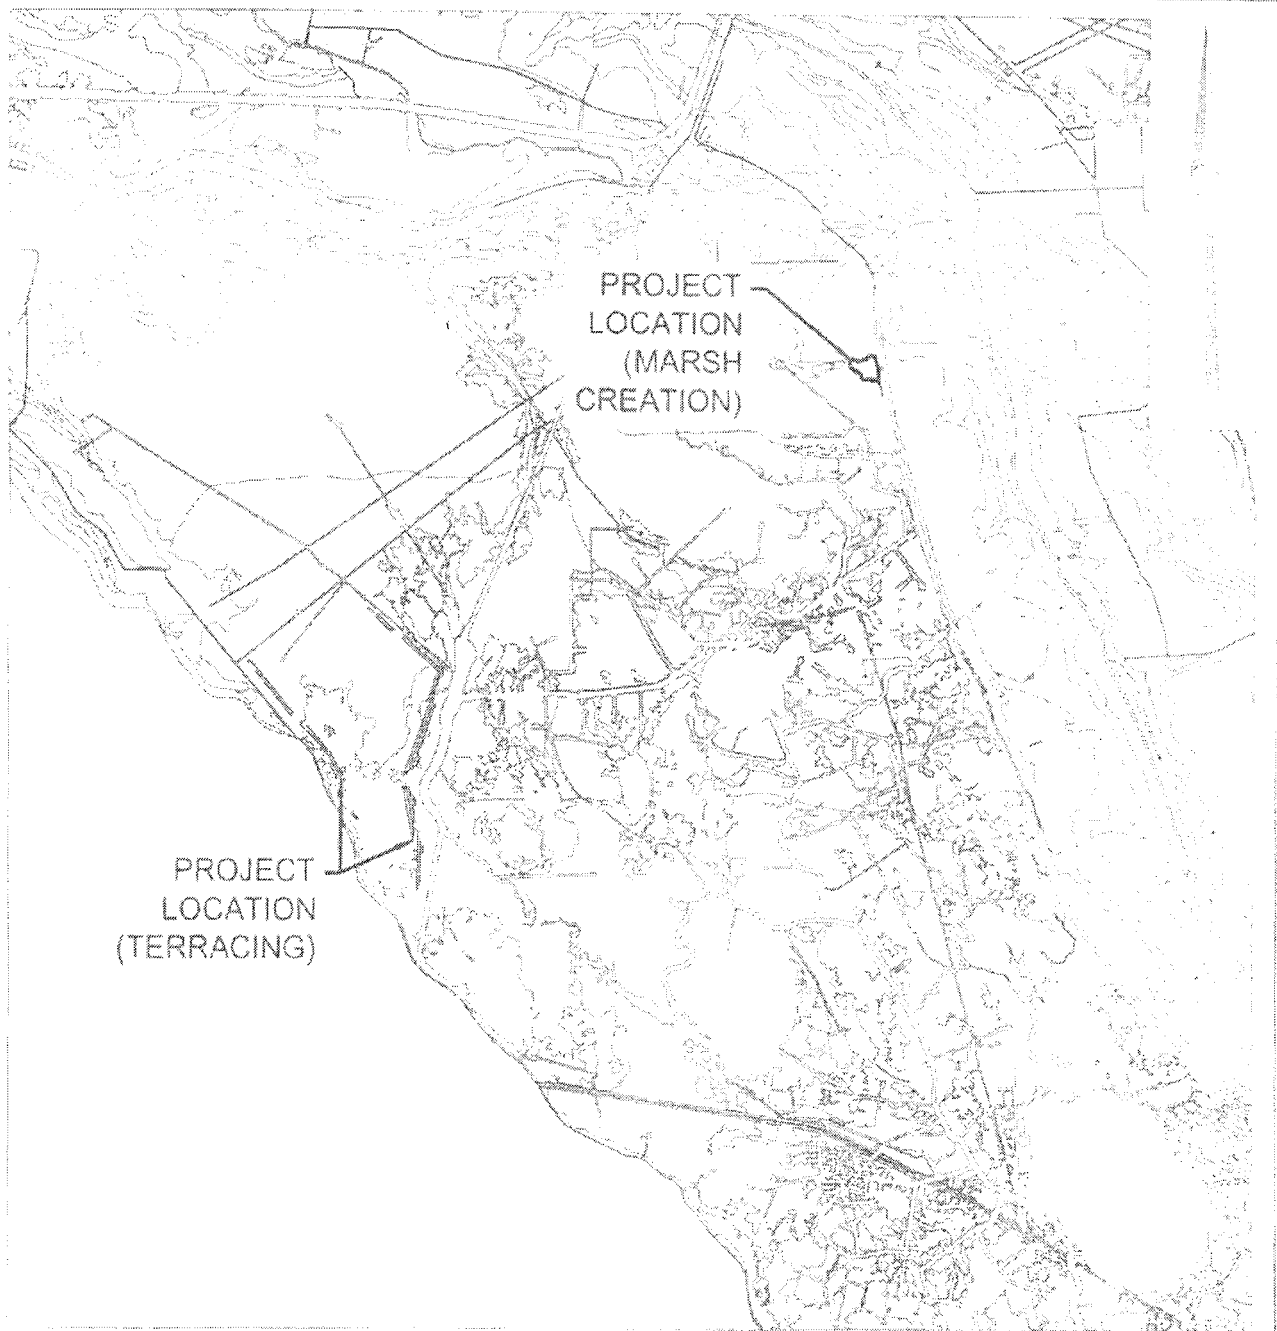 PROJECT
LOCATION
(MARSH
CREATION)
PROJECT
LOCATION
(TERRACING)